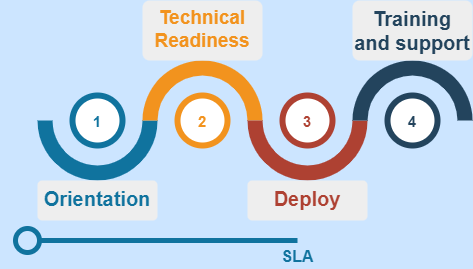 Technical
Readiness
Training
and support
1
2
3
4
Orientation
Deploy
SLA